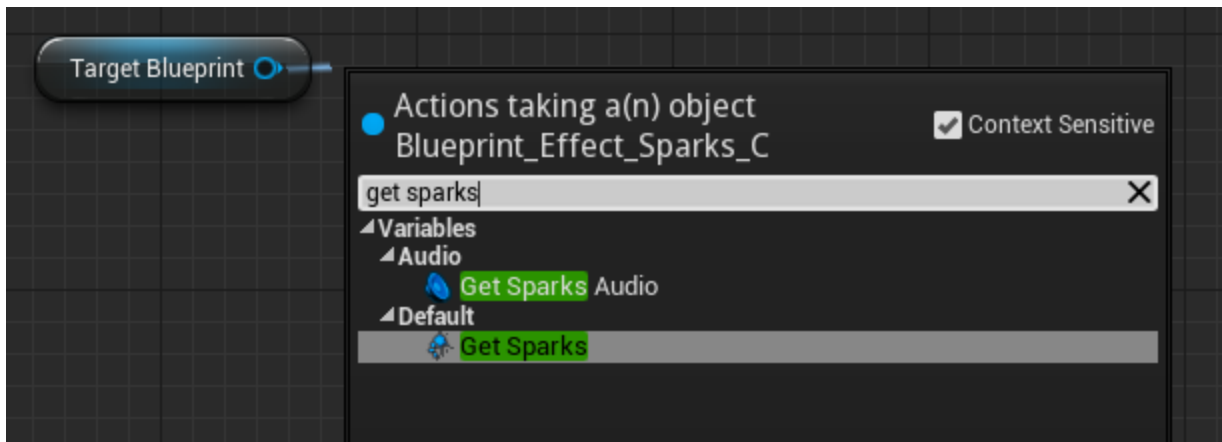 Target Blueprint
Actions taking a(n) object
Blueprint_Effect_Sparks_C
Context Sensitive
get sparks
Variables
Audio
Get Sparks Audio
Default
Get Sparks